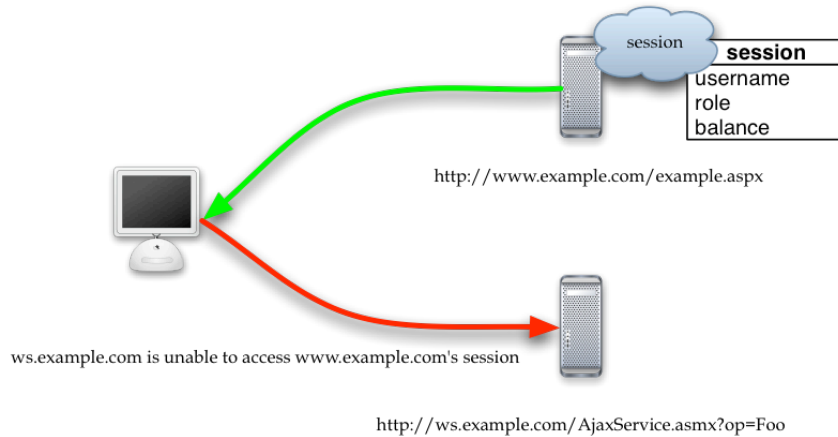 session
session
username
role
balance
http://www.example.com/example.aspx
ws.example.com is unable to access www.example.com's session
http://ws.example.com/AjaxService.asmx?op=Foo